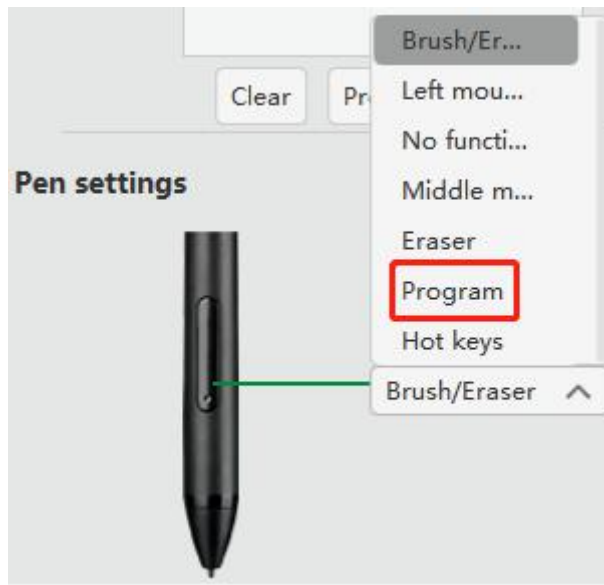 Brush/Er...
Clear
Pr
Left mou...
No functi...
Pen settings
Middle m...
Eraser
Program
Hot keys
Brush/Eraser